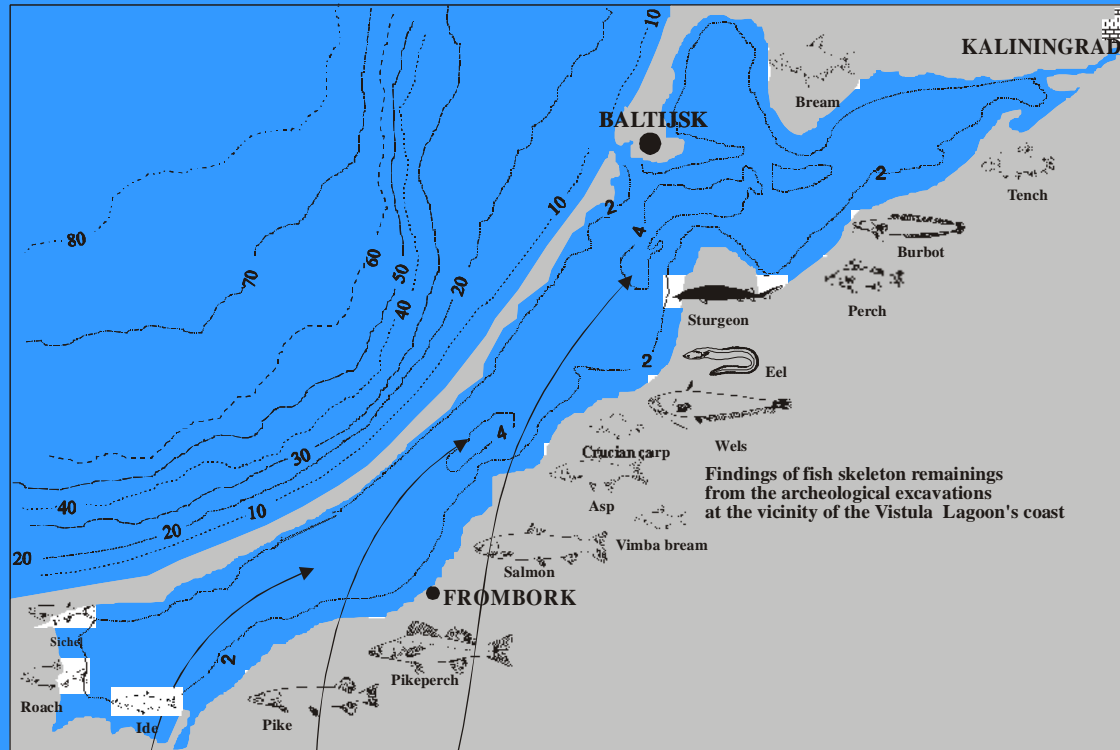 10
KALININGRAD
Bream
BALTIJSK
2
Tench
10
2
4
Burbot
80
60
50
70
20
40
Perch
Sturgeon
2
Eel
Wels
4
Crucian carp
30
Findings of fish skeleton remainings
from the archeological excavations
at the vicinity of the Vistula Lagoon's coast
Asp
40
10
20
Vimba bream
20
Salmon
FROMBORK
Sichel
2
Pikeperch
Roach
Ide
Pike